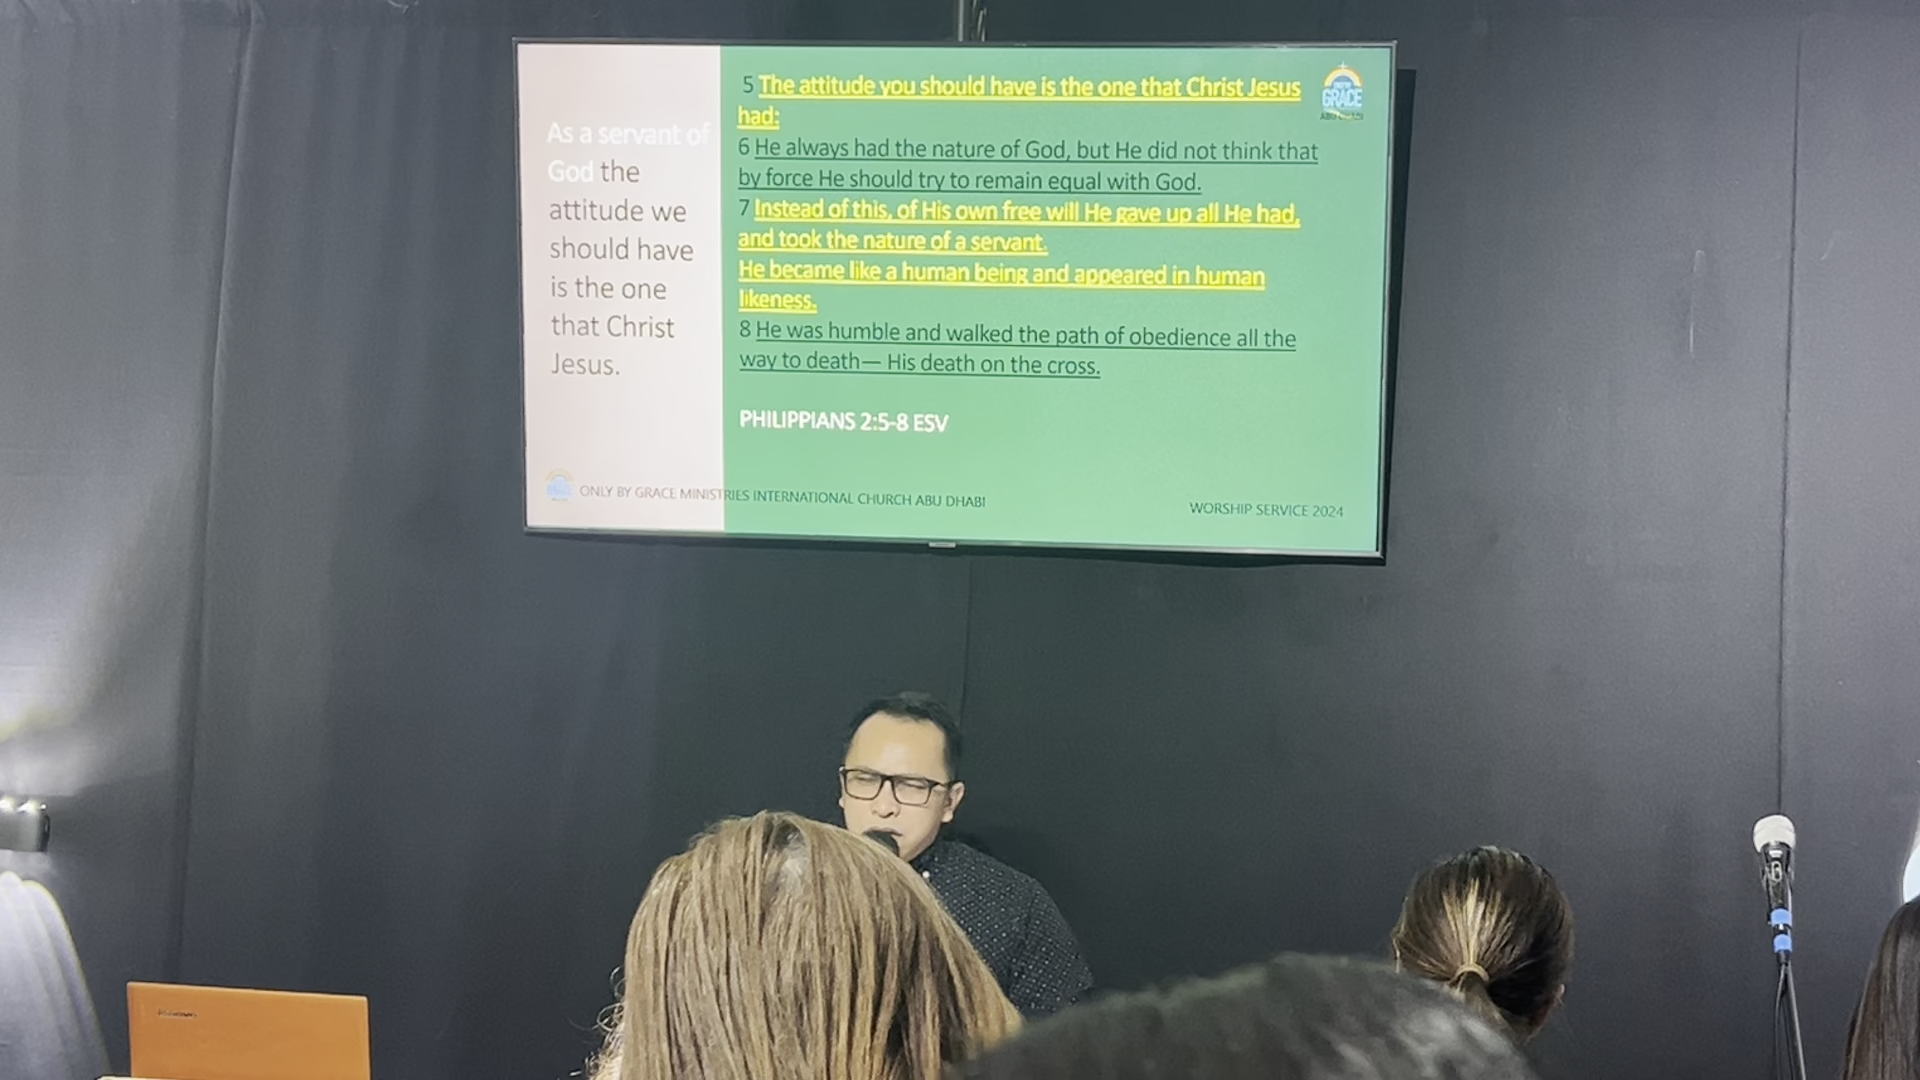 As a servant of
God the
attitude we
should have
is the one
that Christ
Jesus.
5 The attitude you should have is the one that Christ Jesus
had:
6 He always had the nature of God, but He did not think that
by force He should try to remain equal with God.
7 Instead of this, of His own free will He gave up all He had,
and took the nature of a servant.
He became like a human being and appeared in human
likeness.
8 He was humble and walked the path of obedience all the
way to death— His death on the cross.
PHILIPPIANS 2:5-8 ESV
GRACE
ABU DHABI
ONLY BY GRACE MINISTRIES INTERNATIONAL CHURCH ABU DHABI
WORSHIP SERVICE 2024